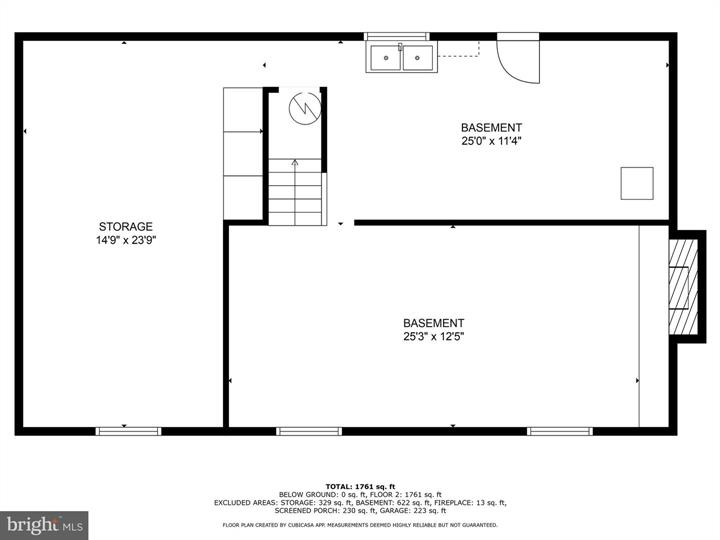 BASEMENT
25'0" x 11'4"
STORAGE
14'9" x 23'9"
BASEMENT
25'3" x 12'5"
TOTAL: 1761 sq. ft
BELOW GROUND: 0 sq. ft, FLOOR 2: 1761 sq. ft
EXCLUDED AREAS: STORAGE: 329 sq. ft, BASEMENT: 622 sq. ft, FIREPLACE: 13 sq. ft,
SCREENED PORCH: 230 sq. ft, GARAGE: 223 sq. ft
FLOOR PLAN CREATED BY CUBICASA APP. MEASUREMENTS DEEMED HIGHLY RELIABLE BUT NOT GUARANTEED.
bright MLS